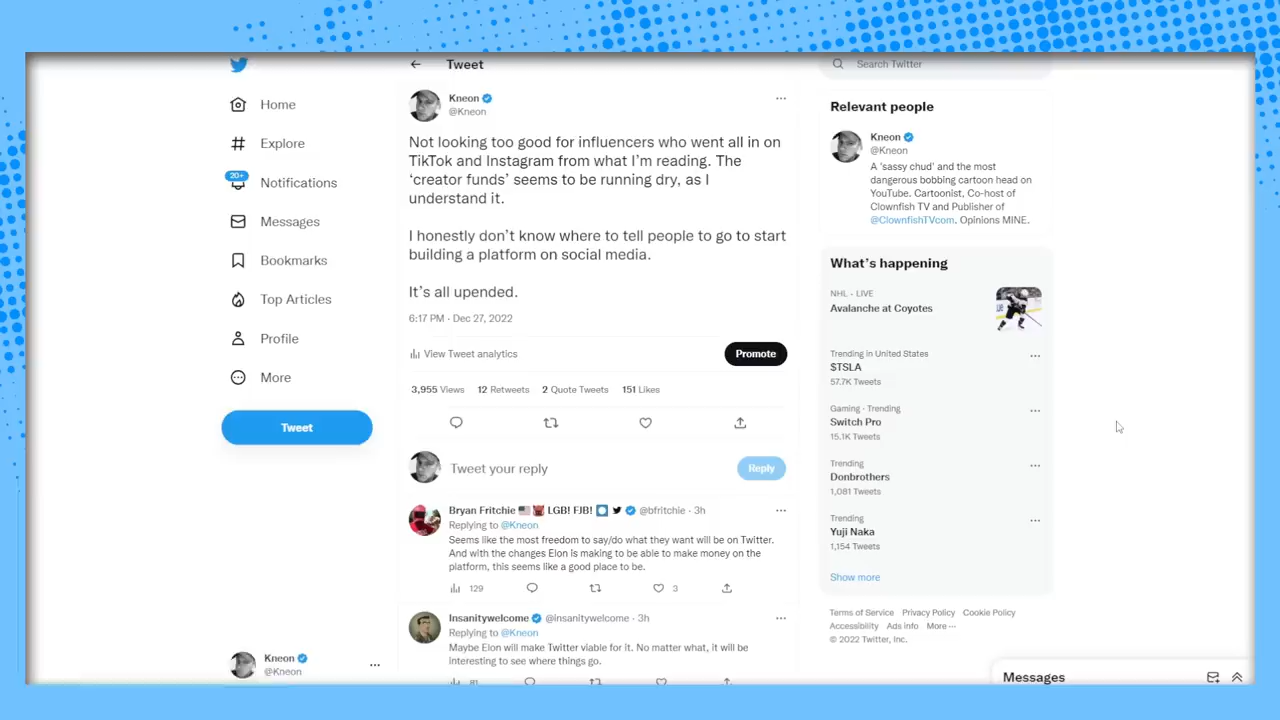 Home
Explore
20+
Notifications
Messages
Bookmarks
Top Articles
Profile
More
Tweet
Kneon
@Kneon
Tweet
Kneon
@Kneon
Not looking too good for influencers who went all in on
TikTok and Instagram from what I'm reading. The
'creator funds' seems to be running dry, as I
understand it.
I honestly don't know where to tell people to go to start
building a platform on social media.
It's all upended.
6:17 PM · Dec 27, 2022
View Tweet analytics
Promote
3,955 Views 12 Retweets 2 Quote Tweets 151 Likes
Tweet your reply
Reply
Bryan Fritchie LGB! FJB! @bfritchie · 3h
Replying to @Kneon
Seems like the most freedom to say/do what they want will be on Twitter.
And with the changes Elon is making to be able to make money on the
platform, this seems like a good place to be.
129 3
Insanitywelcome @insanitywelcome · 3h
Replying to @Kneon
Maybe Elon will make Twitter viable for it. No matter what, it will be
interesting to see where things go.
Search Twitter
Relevant people
Kneon
@Kneon
A 'sassy chud' and the most
dangerous bobbing cartoon head on
YouTube. Cartoonist, Co-host of
Clownfish TV and Publisher of
@ClownfishTVcom. Opinions MINE.
What's happening
NHL · LIVE
Avalanche at Coyotes
Trending in United States
$TSLA
57.7K Tweets
Gaming · Trending
Switch Pro
15.1K Tweets
Trending
Donbrothers
1,081 Tweets
Trending
Yuji Naka
1,154 Tweets
Show more
Terms of Service Privacy Policy Cookie Policy
Accessibility Ads info More ···
© 2022 Twitter, Inc.
Messages